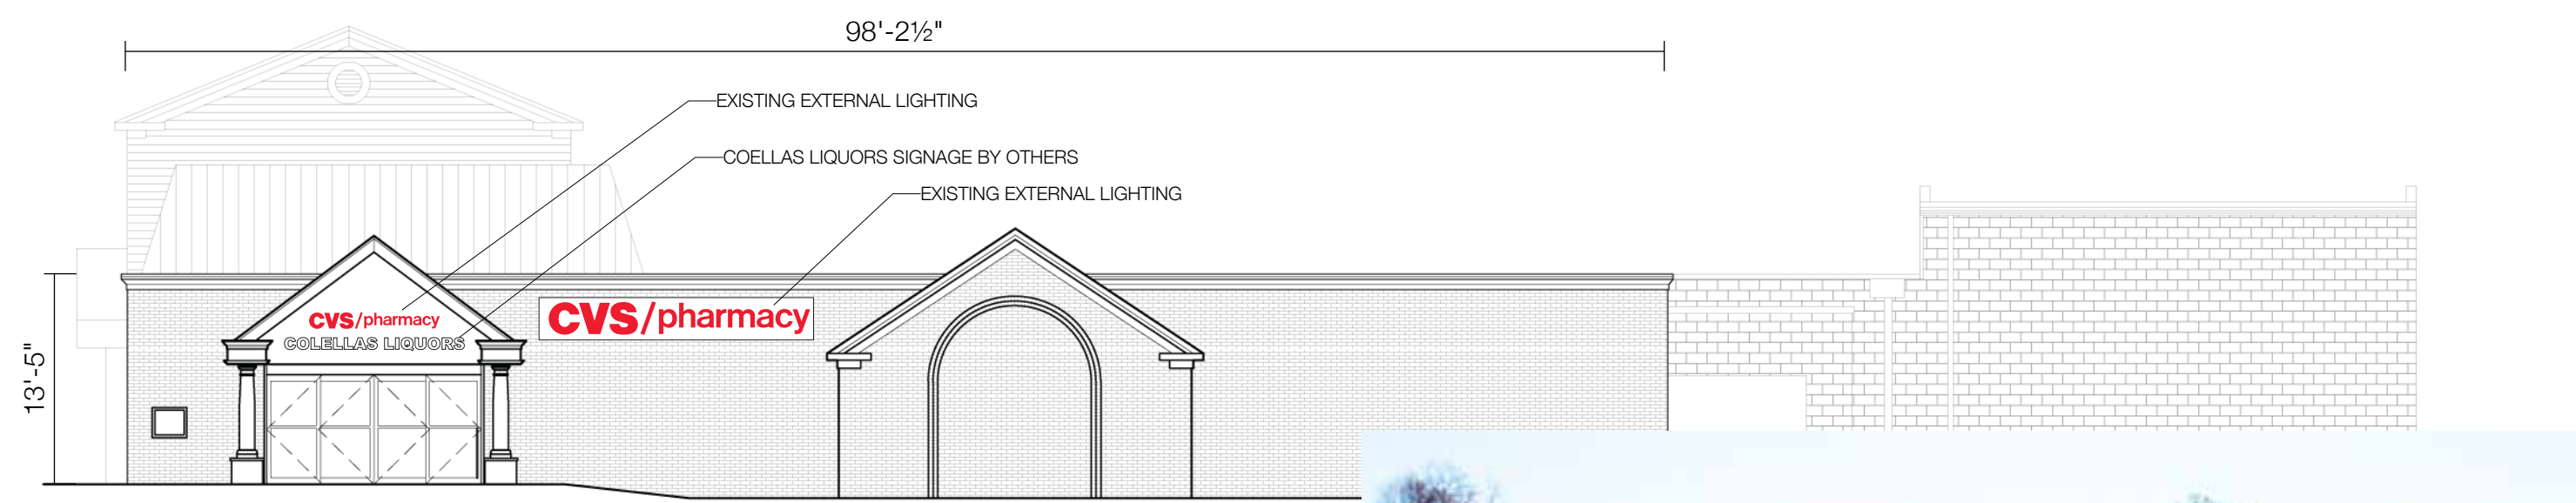 98'-2½"
EXISTING EXTERNAL LIGHTING
COELLAS LIQUORS SIGNAGE BY OTHERS
EXISTING EXTERNAL LIGHTING
13'-5"
CVS/pharmacy
COLELLAS LIQUORS
CVS/pharmacy